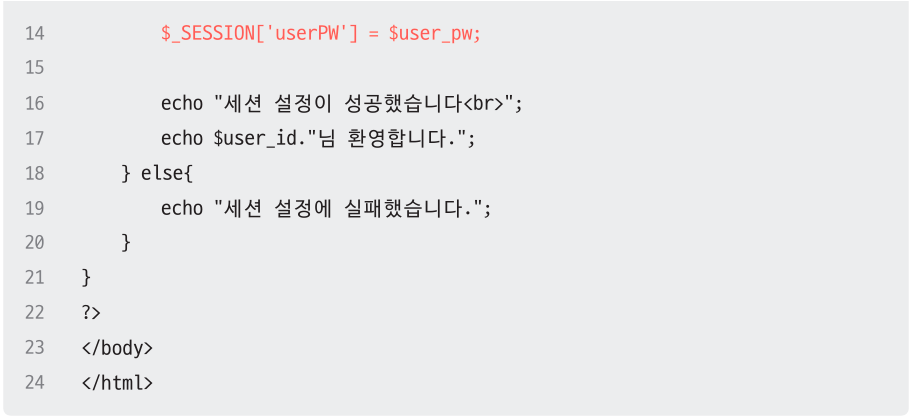 14 $_SESSION['userPW'] = $user_pw;
15
16 echo "세션 설정이 성공했습니다<br>";
17 echo $user_id."님 환영합니다.";
18 } else{
19 echo "세션 설정에 실패했습니다.";
20 }
21 }
22 ?>
23 </body>
24 </html>